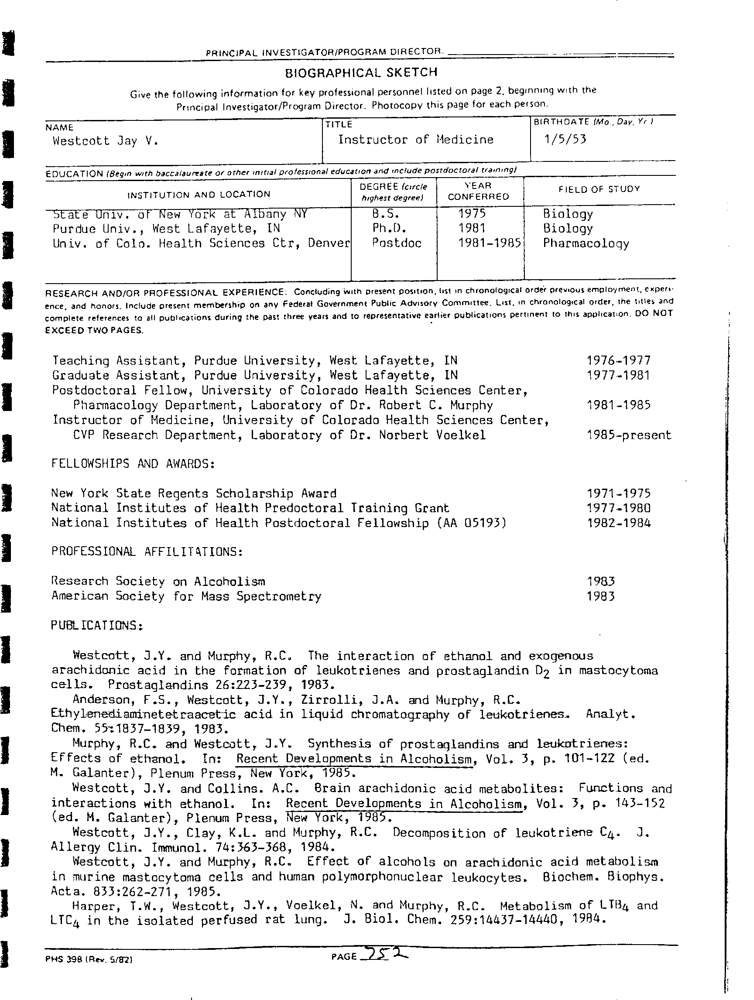 PRINCIPAL INVESTIGATOR/PROGRAM DIRECTOR.
BIOGRAPHICAL SKETCH
Give the following information for key professional personnel listed on page 2, beginning with the
Principal Investigator/Program Director. Photocopy this page for each person.
NAME TITLE BIRTHDATE (Mo., Day, Yr.)
Westcott Jay V. Instructor of Medicine 1/5/53
EDUCATION (Begin with baccalaureate or other initial professional education and include postdoctoral training)
INSTITUTION AND LOCATION DEGREE (circle highest degree) YEAR CONFERRED FIELD OF STUDY
State Univ. of New York at Albany NY B.S. 1975 Biology
Purdue Univ., West Lafayette, IN Ph.D. 1981 Biology
Univ. of Colo. Health Sciences Ctr, Denver Postdoc 1981-1985 Pharmacology
RESEARCH AND/OR PROFESSIONAL EXPERIENCE: Concluding with present position, list in chronological order previous employment, experi-
ence, and honors. Include present membership on any Federal Government Public Advisory Committee. List, in chronological order, the titles and
complete references to all publications during the past three years and to representative earlier publications pertinent to this application. DO NOT
EXCEED TWO PAGES.
Teaching Assistant, Purdue University, West Lafayette, IN 1976-1977
Graduate Assistant, Purdue University, West Lafayette, IN 1977-1981
Postdoctoral Fellow, University of Colorado Health Sciences Center,
Pharmacology Department, Laboratory of Dr. Robert C. Murphy 1981-1985
Instructor of Medicine, University of Colorado Health Sciences Center,
CVP Research Department, Laboratory of Dr. Norbert Voelkel 1985-present
FELLOWSHIPS AND AWARDS:
New York State Regents Scholarship Award 1971-1975
National Institutes of Health Predoctoral Training Grant 1977-1980
National Institutes of Health Postdoctoral Fellowship (AA 05193) 1982-1984
PROFESSIONAL AFFILITATIONS:
Research Society on Alcoholism 1983
American Society for Mass Spectrometry 1983
PUBLICATIONS:
Westcott, J.Y. and Murphy, R.C. The interaction of ethanol and exogenous
arachidonic acid in the formation of leukotrienes and prostaglandin D2 in mastocytoma
cells. Prostaglandins 26:223-239, 1983.
Anderson, F.S., Westcott, J.Y., Zirrolli, J.A. and Murphy, R.C.
Ethylenediaminetetraacetic acid in liquid chromatography of leukotrienes. Analyt.
Chem. 55:1837-1839, 1983.
Murphy, R.C. and Westcott, J.Y. Synthesis of prostaglandins and leukotrienes:
Effects of ethanol. In: Recent Developments in Alcoholism, Vol. 3, p. 101-122 (ed.
M. Galanter), Plenum Press, New York, 1985.
Westcott, J.Y. and Collins. A.C. Brain arachidonic acid metabolites: Functions and
interactions with ethanol. In: Recent Developments in Alcoholism, Vol. 3, p. 143-152
(ed. M. Galanter), Plenum Press, New York, 1985.
Westcott, J.Y., Clay, K.L. and Murphy, R.C. Decomposition of leukotriene C4. J.
Allergy Clin. Immunol. 74:363-368, 1984.
Westcott, J.Y. and Murphy, R.C. Effect of alcohols on arachidonic acid metabolism
in murine mastocytoma cells and human polymorphonuclear leukocytes. Biochem. Biophys.
Acta. 833:262-271, 1985.
Harper, T.W., Westcott, J.Y., Voelkel, N. and Murphy, R.C. Metabolism of LTB4 and
LTC4 in the isolated perfused rat lung. J. Biol. Chem. 259:14437-14440, 1984.
PHS 398 (Rev. 5/82) PAGE 252